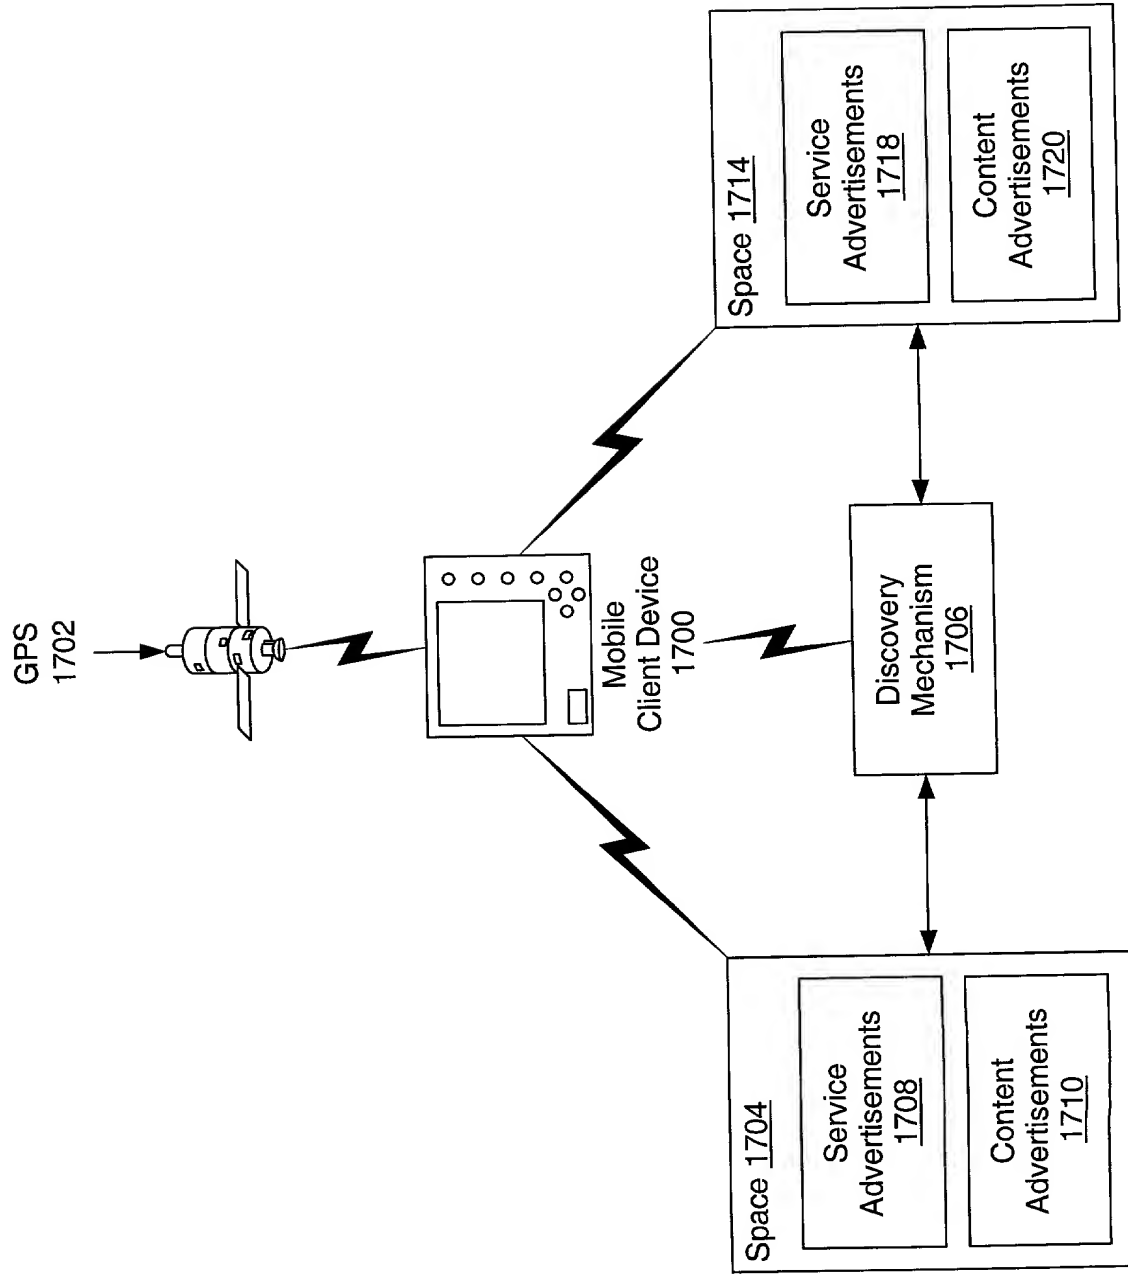 GPS
1702
Mobile
Client Device
1700
Discovery
Mechanism
1706
Space 1704
Service
Advertisements
1708
Content
Advertisements
1710
Space 1714
Service
Advertisements
1718
Content
Advertisements
1720